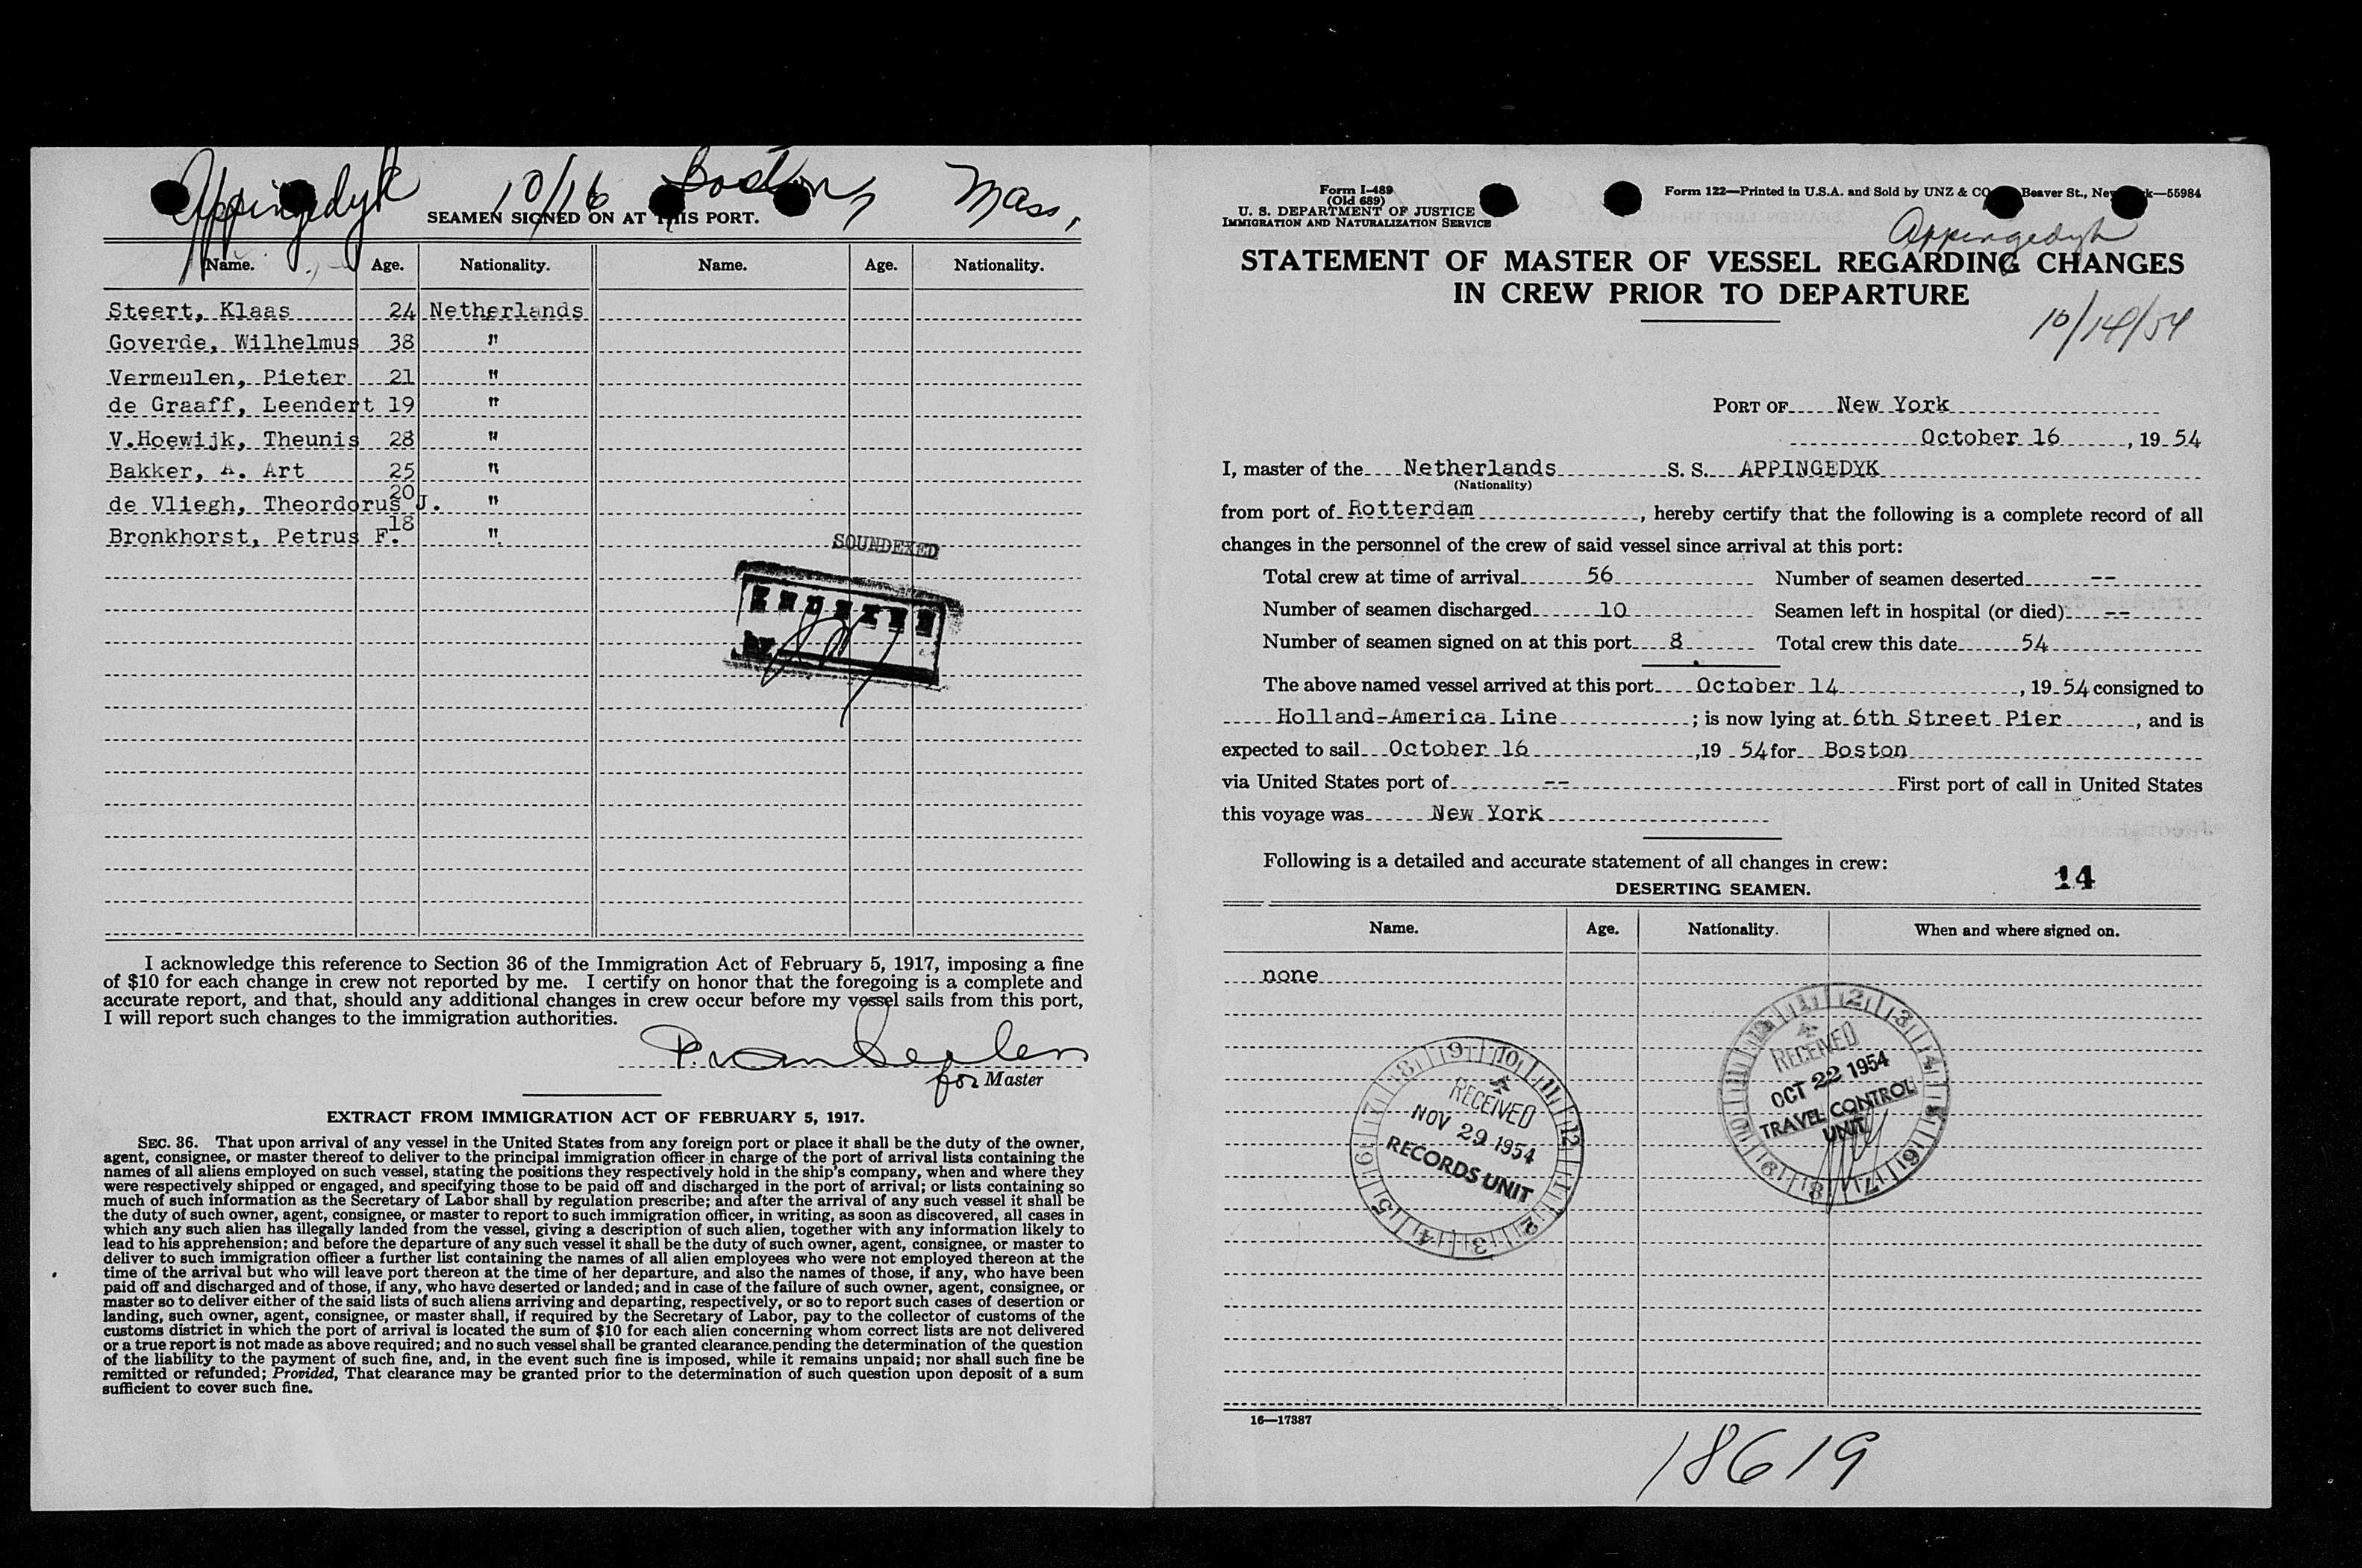 Appingedyk 10/16 Boston, Mass,
SEAMEN SIGNED ON AT THIS PORT.
Name. Age. Nationality. Name. Age. Nationality.
Steert, Klaas 24 Netherlands
Goverde, Wilhelmus 38 "
Vermeulen, Pieter 21 "
de Graaff, Leendert 19 "
V.Hoewijk, Theunis 28 "
Bakker, A. Art 25 "
de Vliegh, Theordorus J. 20 "
Bronkhorst, Petrus F. 18 "
SOUNDEXED
INDEXED
by
I acknowledge this reference to Section 36 of the Immigration Act of February 5, 1917, imposing a fine
of $10 for each change in crew not reported by me. I certify on honor that the foregoing is a complete and
accurate report, and that, should any additional changes in crew occur before my vessel sails from this port,
I will report such changes to the immigration authorities.
for Master
EXTRACT FROM IMMIGRATION ACT OF FEBRUARY 5, 1917.
SEC. 36. That upon arrival of any vessel in the United States from any foreign port or place it shall be the duty of the owner,
agent, consignee, or master thereof to deliver to the principal immigration officer in charge of the port of arrival lists containing the
names of all aliens employed on such vessel, stating the positions they respectively hold in the ship's company, when and where they
were respectively shipped or engaged, and specifying those to be paid off and discharged in the port of arrival; or lists containing so
much of such information as the Secretary of Labor shall by regulation prescribe; and after the arrival of any such vessel it shall be
the duty of such owner, agent, consignee, or master to report to such immigration officer, in writing, as soon as discovered, all cases in
which any such alien has illegally landed from the vessel, giving a description of such alien, together with any information likely to
lead to his apprehension; and before the departure of any such vessel it shall be the duty of such owner, agent, consignee, or master to
deliver to such immigration officer a further list containing the names of all alien employees who were not employed thereon at the
time of the arrival but who will leave port thereon at the time of her departure, and also the names of those, if any, who have been
paid off and discharged and of those, if any, who have deserted or landed; and in case of the failure of such owner, agent, consignee, or
master so to deliver either of the said lists of such aliens arriving and departing, respectively, or so to report such cases of desertion or
landing, such owner, agent, consignee, or master shall, if required by the Secretary of Labor, pay to the collector of customs of the
customs district in which the port of arrival is located the sum of $10 for each alien concerning whom correct lists are not delivered
or a true report is not made as above required; and no such vessel shall be granted clearance pending the determination of the question
of the liability to the payment of such fine, and, in the event such fine is imposed, while it remains unpaid; nor shall such fine be
remitted or refunded; Provided, That clearance may be granted prior to the determination of such question upon deposit of a sum
sufficient to cover such fine.
Form I-489
(Old 689)
U. S. DEPARTMENT OF JUSTICE
IMMIGRATION AND NATURALIZATION SERVICE
Form 122—Printed in U.S.A. and Sold by UNZ & CO Beaver St., New York—55984
Appingedyk
STATEMENT OF MASTER OF VESSEL REGARDING CHANGES
IN CREW PRIOR TO DEPARTURE
10/14/54
PORT OF New York
October 16, 19 54
I, master of the Netherlands S. S. APPINGEDYK
(Nationality)
from port of Rotterdam, hereby certify that the following is a complete record of all
changes in the personnel of the crew of said vessel since arrival at this port:
Total crew at time of arrival 56 Number of seamen deserted --
Number of seamen discharged 10 Seamen left in hospital (or died) --
Number of seamen signed on at this port 8 Total crew this date 54
The above named vessel arrived at this port October 14, 19 54 consigned to
Holland-America Line; is now lying at 6th Street Pier, and is
expected to sail October 16, 19 54 for Boston
via United States port of -- First port of call in United States
this voyage was New York
Following is a detailed and accurate statement of all changes in crew:
14
DESERTING SEAMEN.
Name. Age. Nationality. When and where signed on.
none
RECEIVED
NOV 29 1954
RECORDS UNIT
RECEIVED
OCT 22 1954
TRAVEL CONTROL
UNIT
16—17387
18619